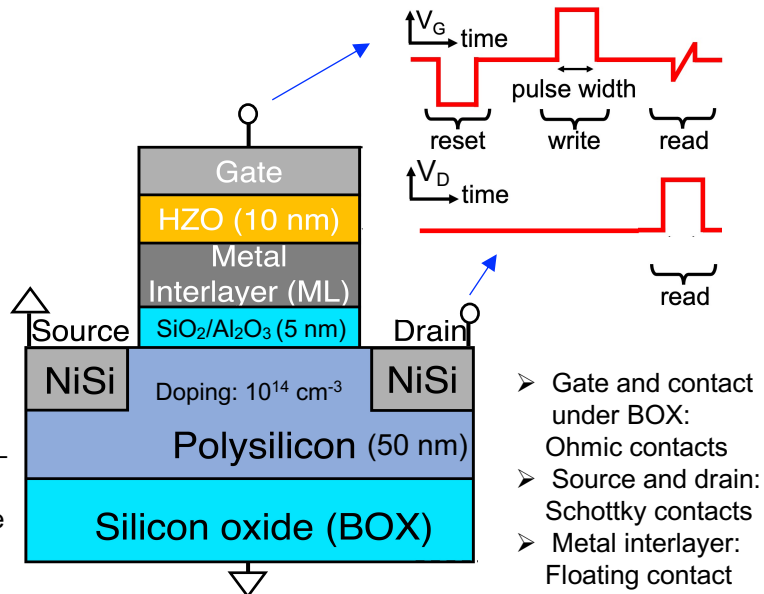 V_G
time
pulse width
reset
write
read
V_D
time
read
Gate
HZO (10 nm)
Metal
Interlayer (ML)
SiO₂/Al₂O₃ (5 nm)
Source
Drain
NiSi
Doping: 10¹⁴ cm⁻³
NiSi
Polysilicon (50 nm)
Silicon oxide (BOX)
➢ Gate and contact
under BOX:
Ohmic contacts
➢ Source and drain:
Schottky contacts
➢ Metal interlayer:
Floating contact